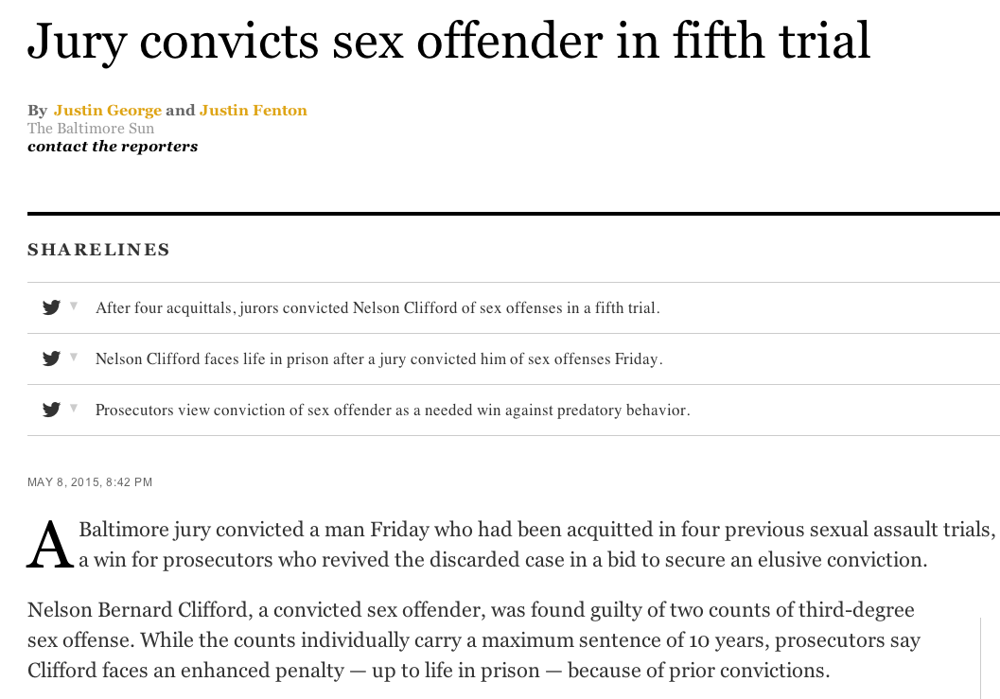 Jury convicts sex offender in fifth trial
By Justin George and Justin Fenton
The Baltimore Sun
contact the reporters
SHARELINES
After four acquittals, jurors convicted Nelson Clifford of sex offenses in a fifth trial.
Nelson Clifford faces life in prison after a jury convicted him of sex offenses Friday.
Prosecutors view conviction of sex offender as a needed win against predatory behavior.
MAY 8, 2015, 8:42 PM
A Baltimore jury convicted a man Friday who had been acquitted in four previous sexual assault trials,
a win for prosecutors who revived the discarded case in a bid to secure an elusive conviction.
Nelson Bernard Clifford, a convicted sex offender, was found guilty of two counts of third-degree
sex offense. While the counts individually carry a maximum sentence of 10 years, prosecutors say
Clifford faces an enhanced penalty — up to life in prison — because of prior convictions.